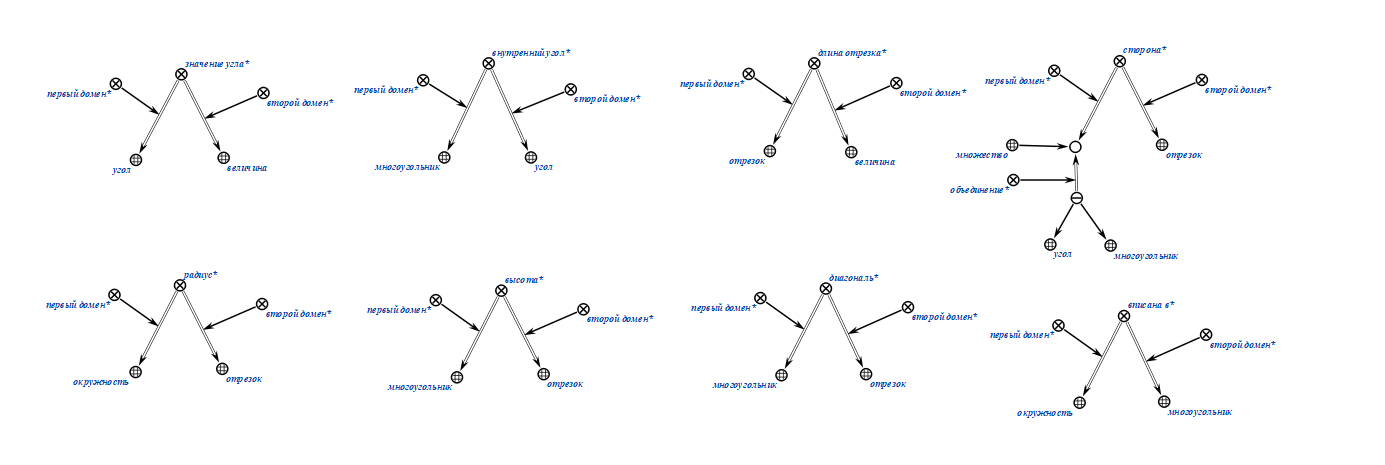 значение угла*
первый домен*
второй домен*
угол
величина
внутренний угол*
первый домен*
второй домен*
многоугольник
угол
длина отрезка*
первый домен*
второй домен*
отрезок
величина
сторона*
первый домен*
второй домен*
множество
отрезок
объединение*
угол
многоугольник
радиус*
первый домен*
второй домен*
окружность
отрезок
высота*
первый домен*
второй домен*
многоугольник
отрезок
диагональ*
первый домен*
второй домен*
многоугольник
отрезок
вписана в*
первый домен*
второй домен*
окружность
многоугольник